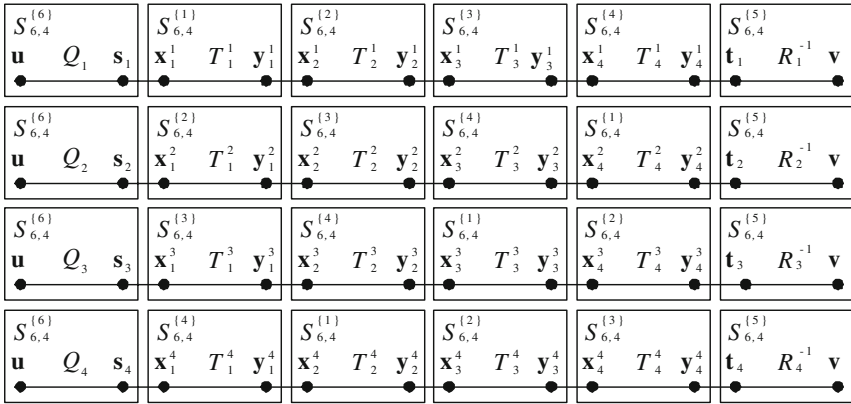 S_{6,4}^{{6}} S_{6,4}^{{1}} S_{6,4}^{{2}} S_{6,4}^{{3}} S_{6,4}^{{4}} S_{6,4}^{{5}}
u Q_1 s_1 x_1^1 T_1^1 y_1^1 x_2^1 T_2^1 y_2^1 x_3^1 T_3^1 y_3^1 x_4^1 T_4^1 y_4^1 t_1 R_1^{-1} v
S_{6,4}^{{6}} S_{6,4}^{{2}} S_{6,4}^{{3}} S_{6,4}^{{4}} S_{6,4}^{{1}} S_{6,4}^{{5}}
u Q_2 s_2 x_1^2 T_1^2 y_1^2 x_2^2 T_2^2 y_2^2 x_3^2 T_3^2 y_3^2 x_4^2 T_4^2 y_4^2 t_2 R_2^{-1} v
S_{6,4}^{{6}} S_{6,4}^{{3}} S_{6,4}^{{4}} S_{6,4}^{{1}} S_{6,4}^{{2}} S_{6,4}^{{5}}
u Q_3 s_3 x_1^3 T_1^3 y_1^3 x_2^3 T_2^3 y_2^3 x_3^3 T_3^3 y_3^3 x_4^3 T_4^3 y_4^3 t_3 R_3^{-1} v
S_{6,4}^{{6}} S_{6,4}^{{4}} S_{6,4}^{{1}} S_{6,4}^{{2}} S_{6,4}^{{3}} S_{6,4}^{{5}}
u Q_4 s_4 x_1^4 T_1^4 y_1^4 x_2^4 T_2^4 y_2^4 x_3^4 T_3^4 y_3^4 x_4^4 T_4^4 y_4^4 t_4 R_4^{-1} v